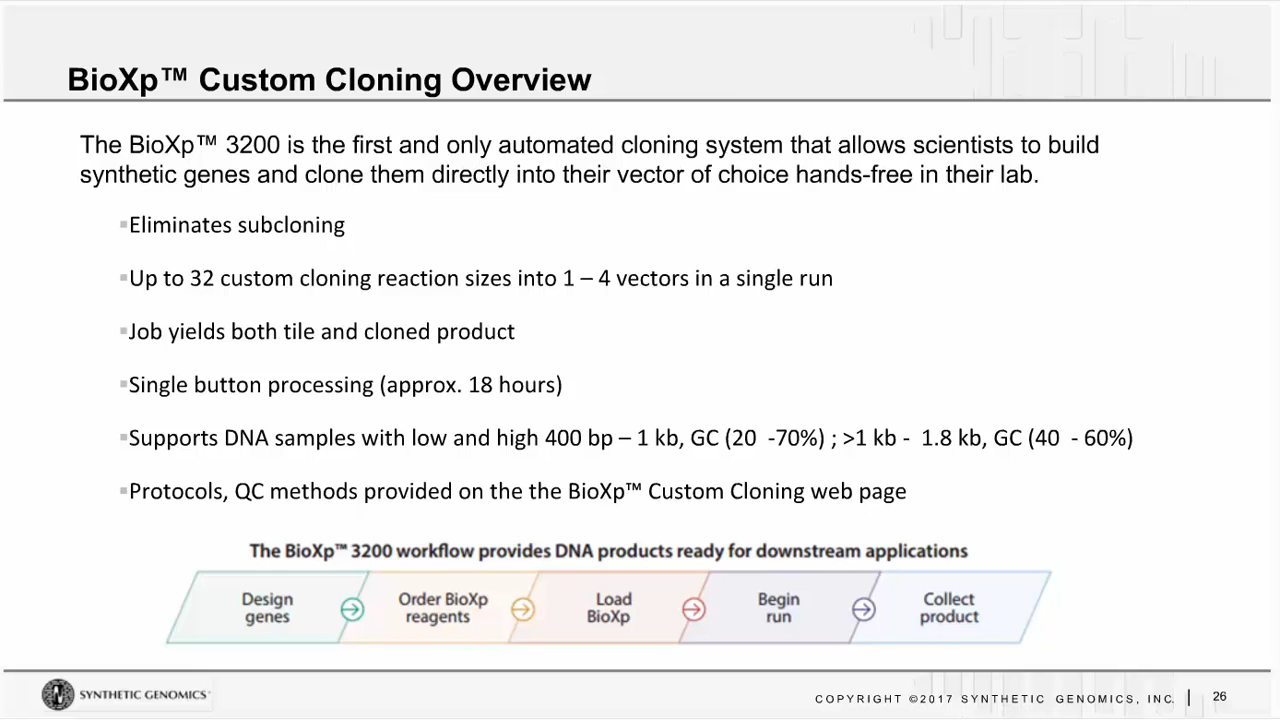 BioXp™ Custom Cloning Overview
The BioXp™ 3200 is the first and only automated cloning system that allows scientists to build
synthetic genes and clone them directly into their vector of choice hands-free in their lab.
▪Eliminates subcloning
▪Up to 32 custom cloning reaction sizes into 1 – 4 vectors in a single run
▪Job yields both tile and cloned product
▪Single button processing (approx. 18 hours)
▪Supports DNA samples with low and high 400 bp – 1 kb, GC (20  -70%) ; >1 kb -  1.8 kb, GC (40  - 60%)
▪Protocols, QC methods provided on the the BioXp™ Custom Cloning web page
The BioXp™ 3200 workflow provides DNA products ready for downstream applications
Design
genes
Order BioXp
reagents
Load
BioXp
Begin
run
Collect
product
SYNTHETIC GENOMICS
COPYRIGHT ©2017 SYNTHETIC GENOMICS, INC. | 26